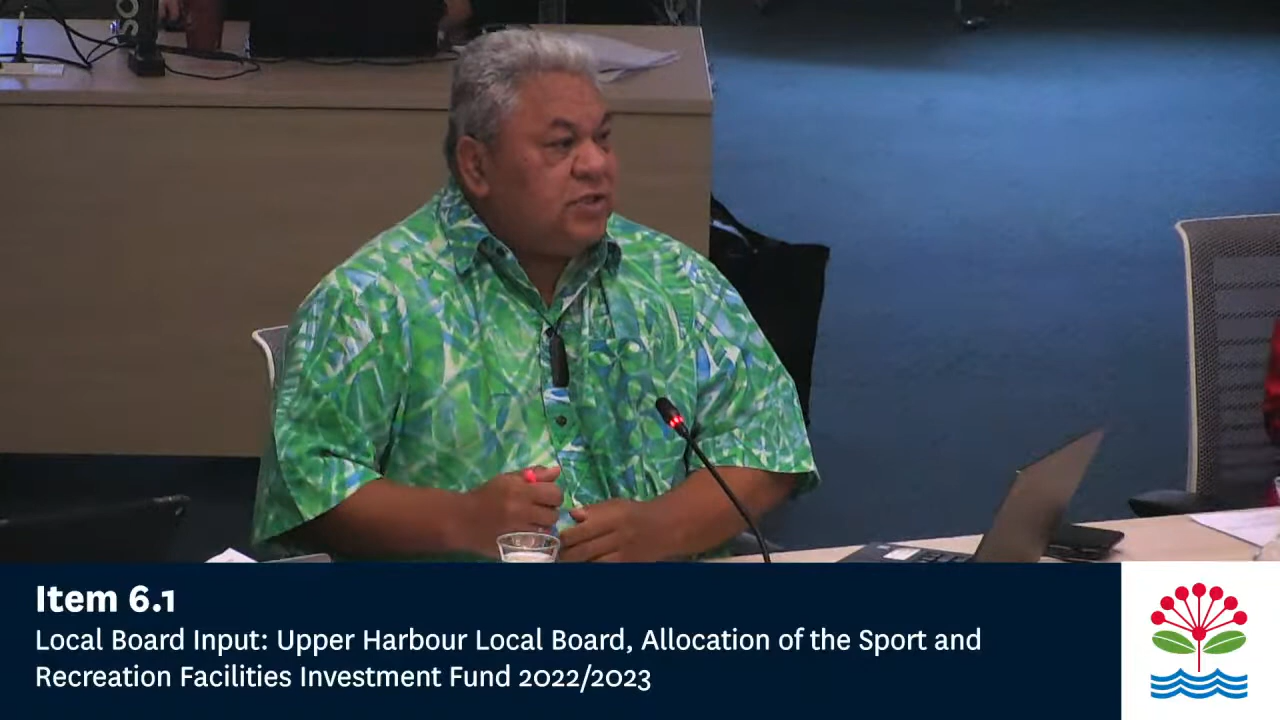 Item 6.1
Local Board Input: Upper Harbour Local Board, Allocation of the Sport and
Recreation Facilities Investment Fund 2022/2023